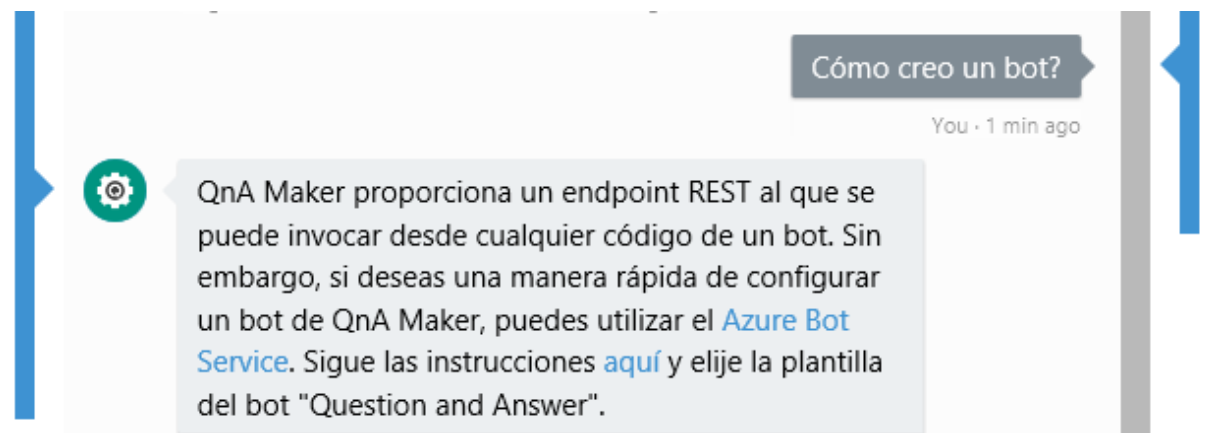 Cómo creo un bot?
You · 1 min ago
QnA Maker proporciona un endpoint REST al que se
puede invocar desde cualquier código de un bot. Sin
embargo, si deseas una manera rápida de configurar
un bot de QnA Maker, puedes utilizar el Azure Bot
Service. Sigue las instrucciones aquí y elije la plantilla
del bot "Question and Answer".